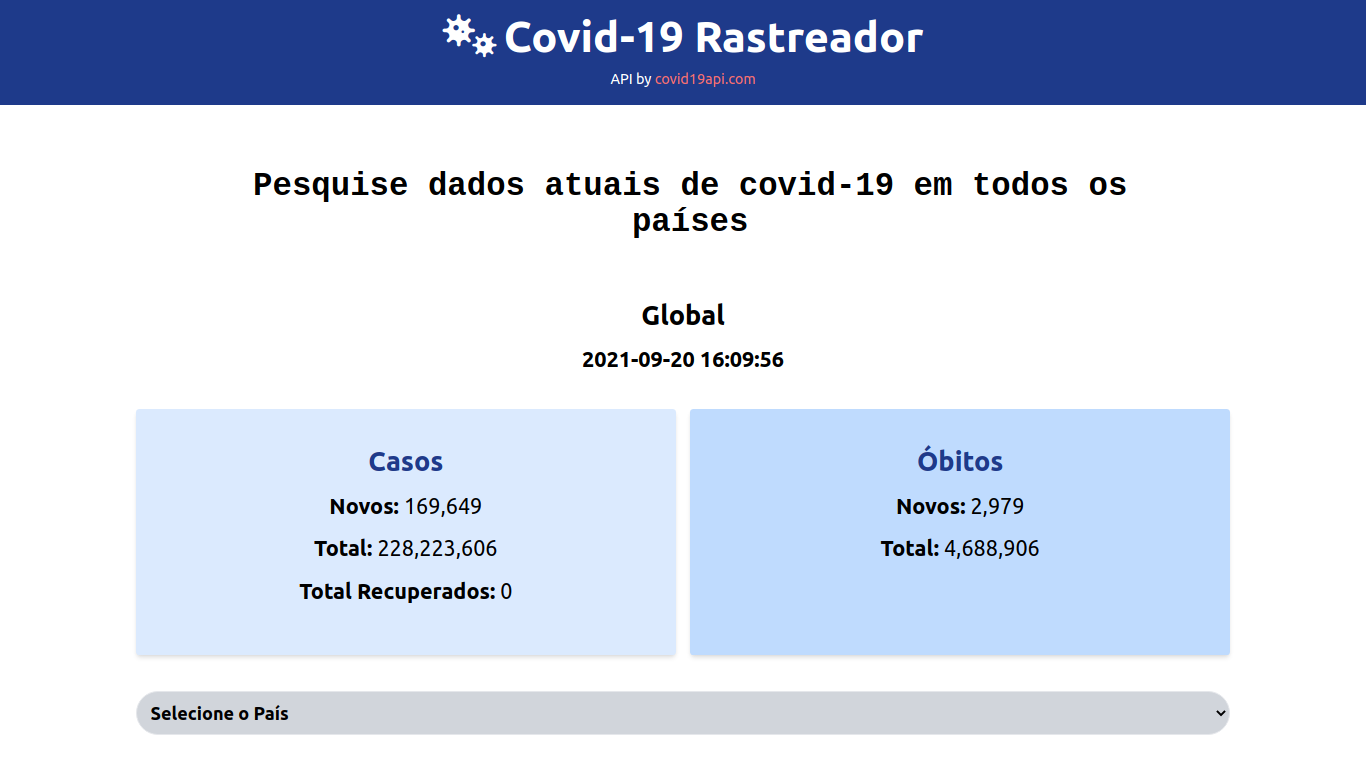 Covid-19 Rastreador
API by covid19api.com
Pesquise dados atuais de covid-19 em todos os
países
Global
2021-09-20 16:09:56
Casos
Novos: 169,649
Total: 228,223,606
Total Recuperados: 0
Óbitos
Novos: 2,979
Total: 4,688,906
Selecione o País